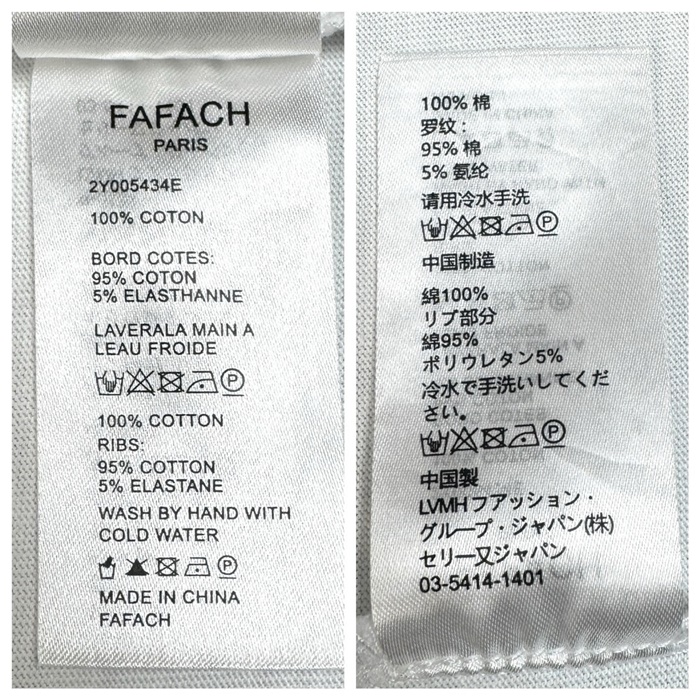 FAFACH
PARIS
2Y005434E
100% COTON
BORD COTES:
95% COTON
5% ELASTHANNE
LAVERALA MAIN A
LEAU FROIDE
100% COTTON
RIBS:
95% COTTON
5% ELASTANE
WASH BY HAND WITH
COLD WATER
MADE IN CHINA
FAFACH
100% 棉
罗纹:
95% 棉
5% 氨纶
请用冷水手洗
中国制造
綿100%
リブ部分
綿95%
ポリウレタン5%
冷水で手洗いしてくだ
さい。
中国製
LVMHフアッション・
グループ・ジャパン(株)
セリー又ジャパン
03-5414-1401